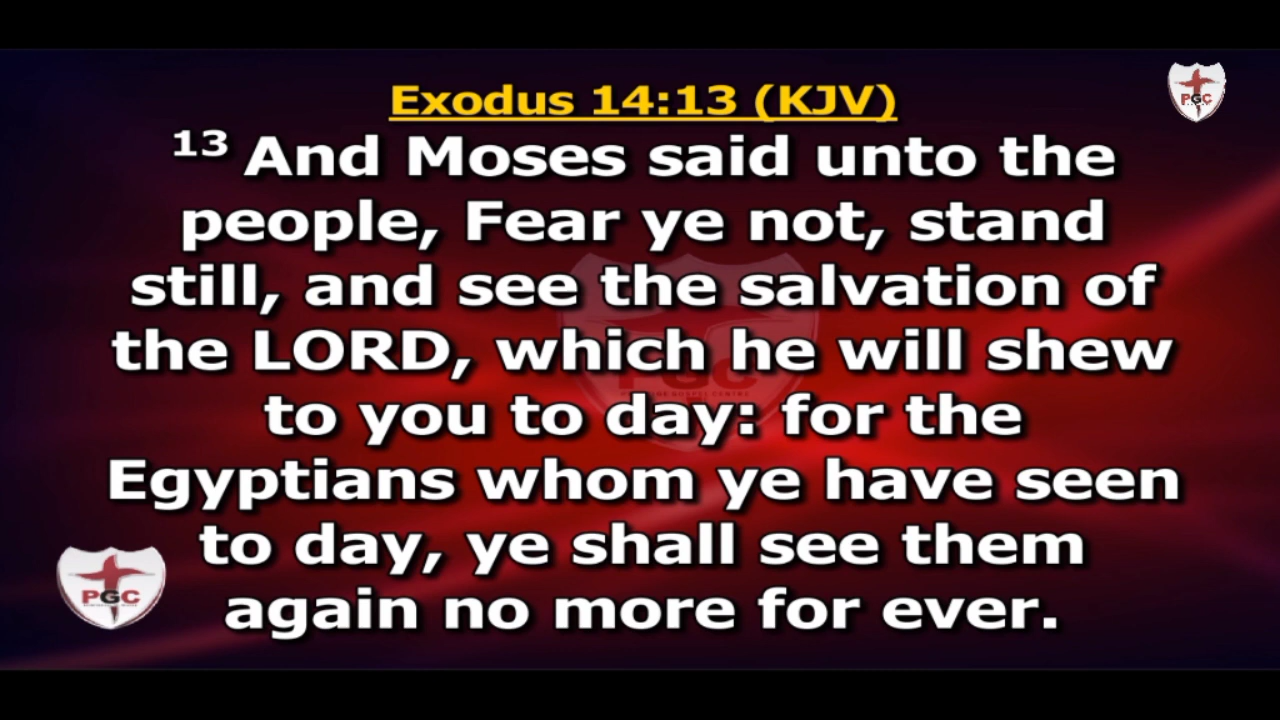 Exodus 14:13 (KJV)
13 And Moses said unto the
people, Fear ye not, stand
still, and see the salvation of
the LORD, which he will shew
to you to day: for the
Egyptians whom ye have seen
to day, ye shall see them
again no more for ever.
PGC
PGC
PGC